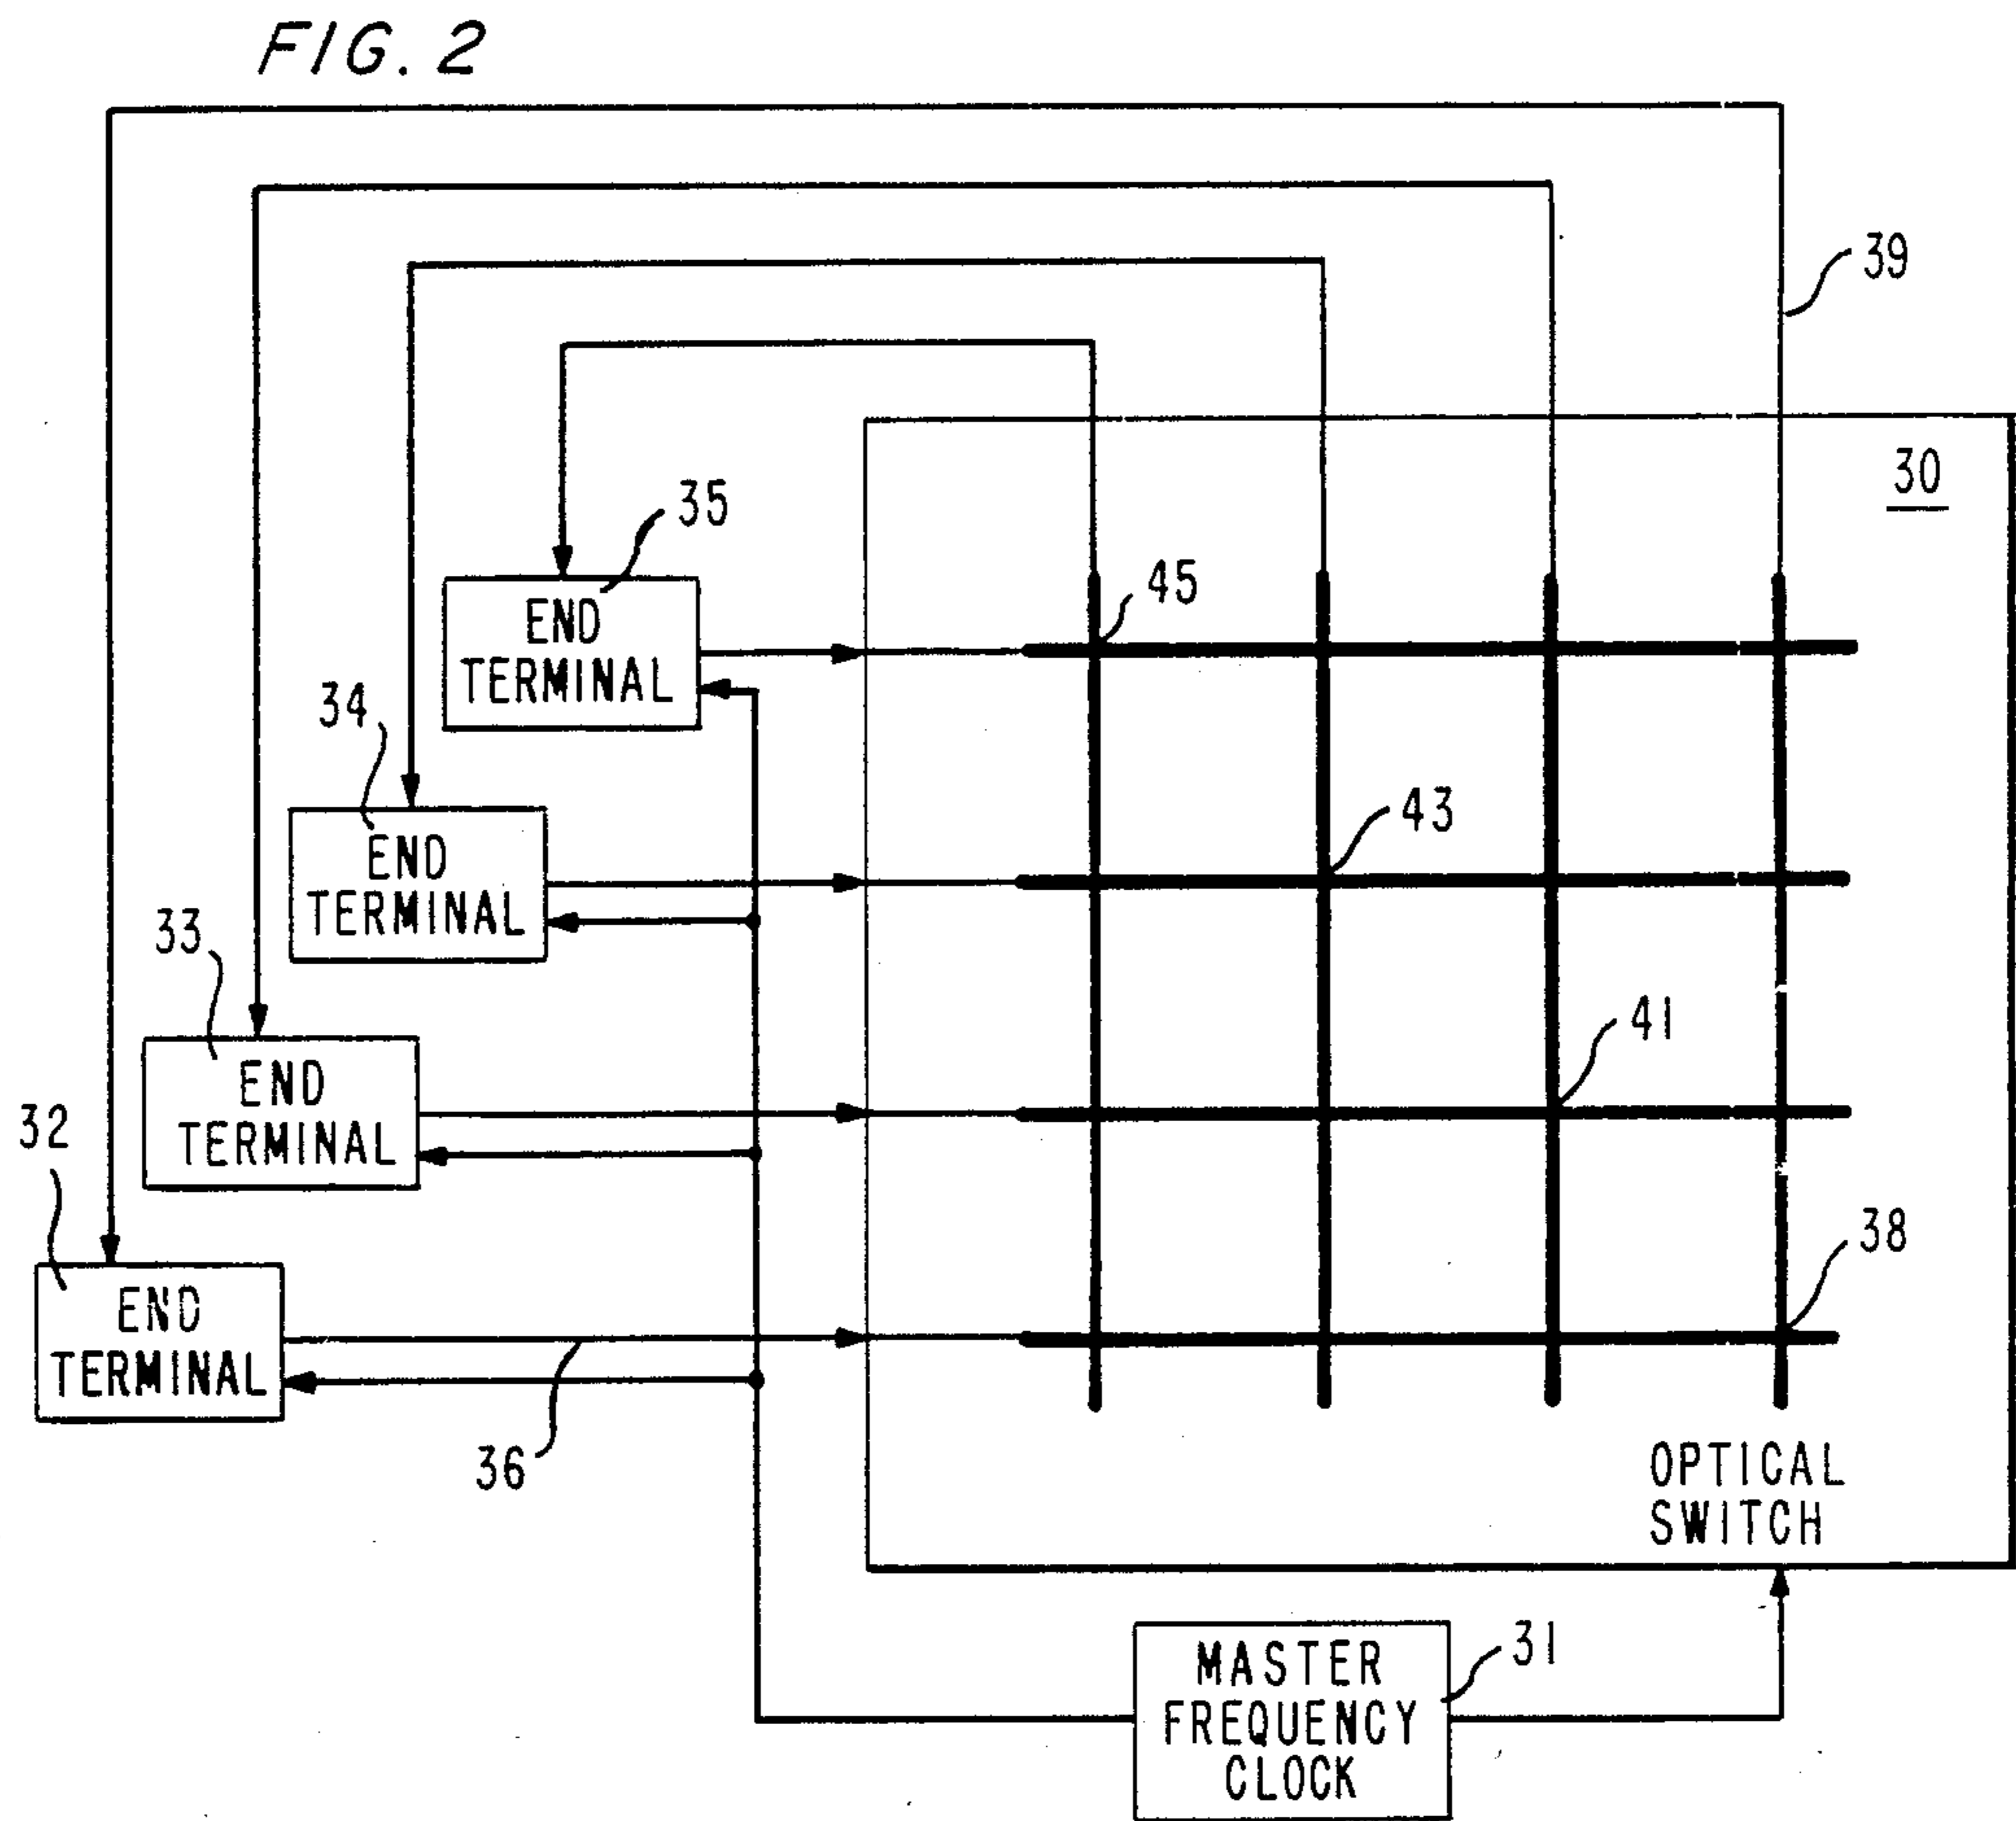 FIG. 2
39
30
35
45
END
TERMINAL
34
43
END
TERMINAL
33
41
END
TERMINAL
32
38
END
TERMINAL
36
OPTICAL
SWITCH
31
MASTER
FREQUENCY
CLOCK